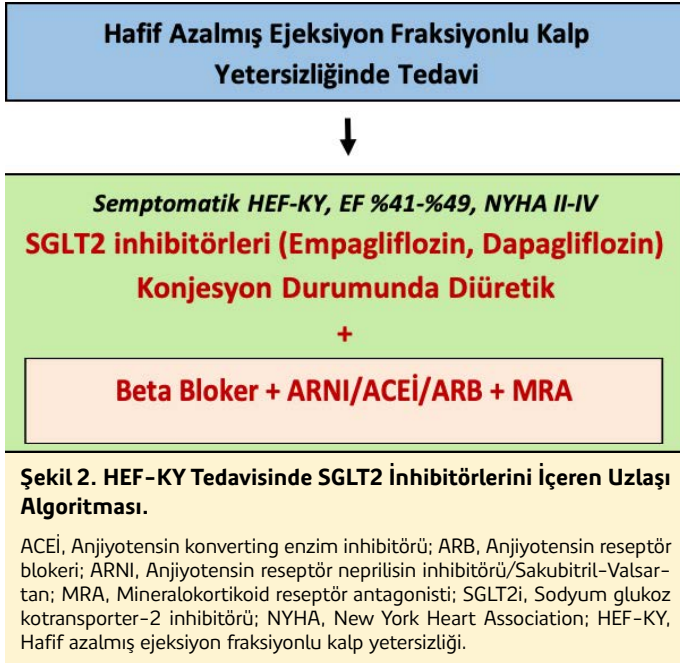 Hafif Azalmış Ejeksiyon Fraksiyonlu Kalp
Yetersizliğinde Tedavi
Semptomatik HEF-KY, EF %41-%49, NYHA II-IV
SGLT2 inhibitörleri (Empagliflozin, Dapagliflozin)
Konjesyon Durumunda Diüretik
+
Beta Bloker + ARNI/ACEİ/ARB + MRA
Şekil 2. HEF-KY Tedavisinde SGLT2 İnhibitörlerini İçeren Uzlaşı
Algoritması.
ACEİ, Anjiyotensin konverting enzim inhibitörü; ARB, Anjiyotensin reseptör
blokeri; ARNI, Anjiyotensin reseptör neprilisin inhibitörü/Sakubitril-Valsar-
tan; MRA, Mineralokortikoid reseptör antagonisti; SGLT2i, Sodyum glukoz
kotransporter-2 inhibitörü; NYHA, New York Heart Association; HEF-KY,
Hafif azalmış ejeksiyon fraksiyonlu kalp yetersizliği.